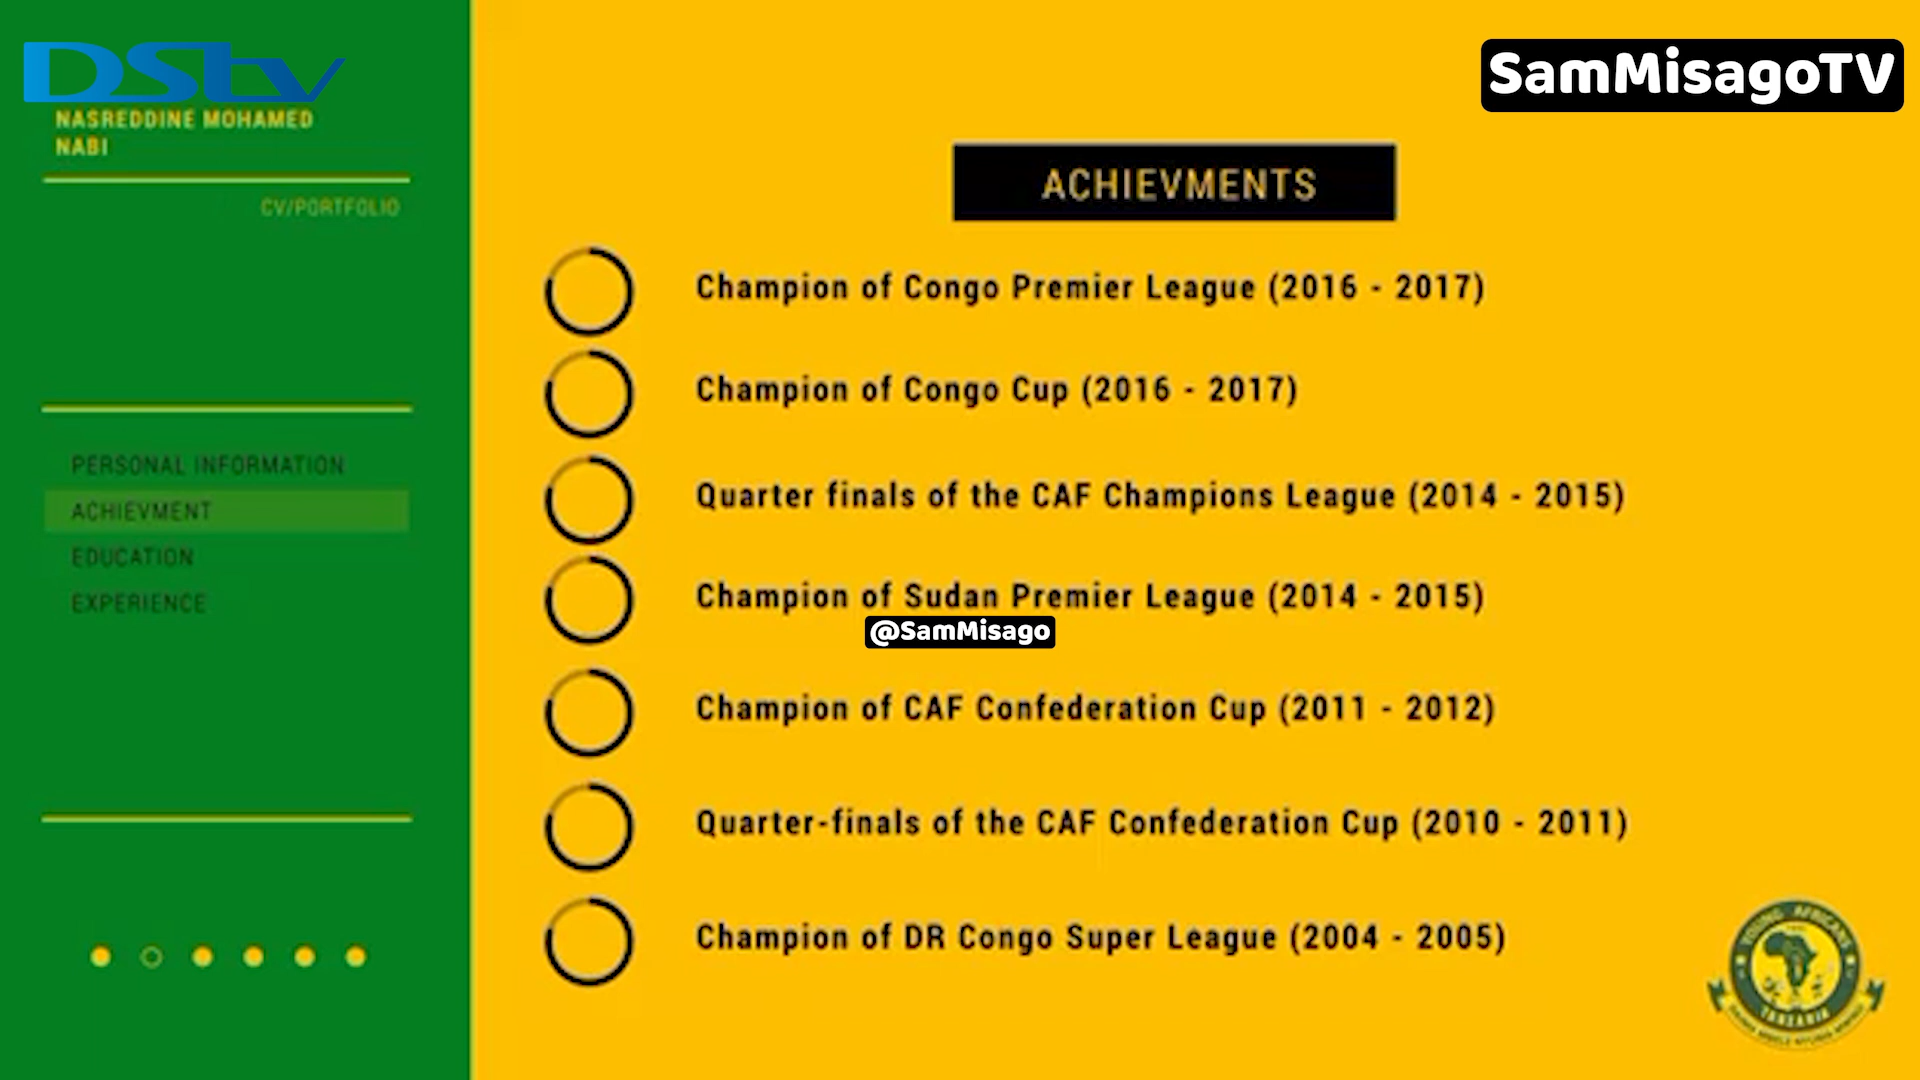 DStv
SamMisagoTV
NASREDDINE MOHAMED
NABI
CV/PORTFOLIO
PERSONAL INFORMATION
ACHIEVMENT
EDUCATION
EXPERIENCE
ACHIEVMENTS
Champion of Congo Premier League (2016 - 2017)
Champion of Congo Cup (2016 - 2017)
Quarter finals of the CAF Champions League (2014 - 2015)
Champion of Sudan Premier League (2014 - 2015)
@SamMisago
Champion of CAF Confederation Cup (2011 - 2012)
Quarter-finals of the CAF Confederation Cup (2010 - 2011)
Champion of DR Congo Super League (2004 - 2005)
YOUNG AFRICANS
TANZANIA